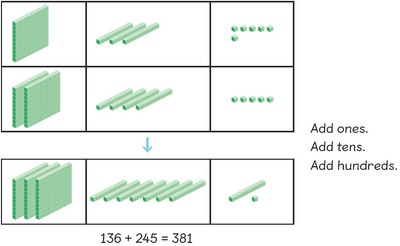 Add ones.
Add tens.
Add hundreds.
136 + 245 = 381